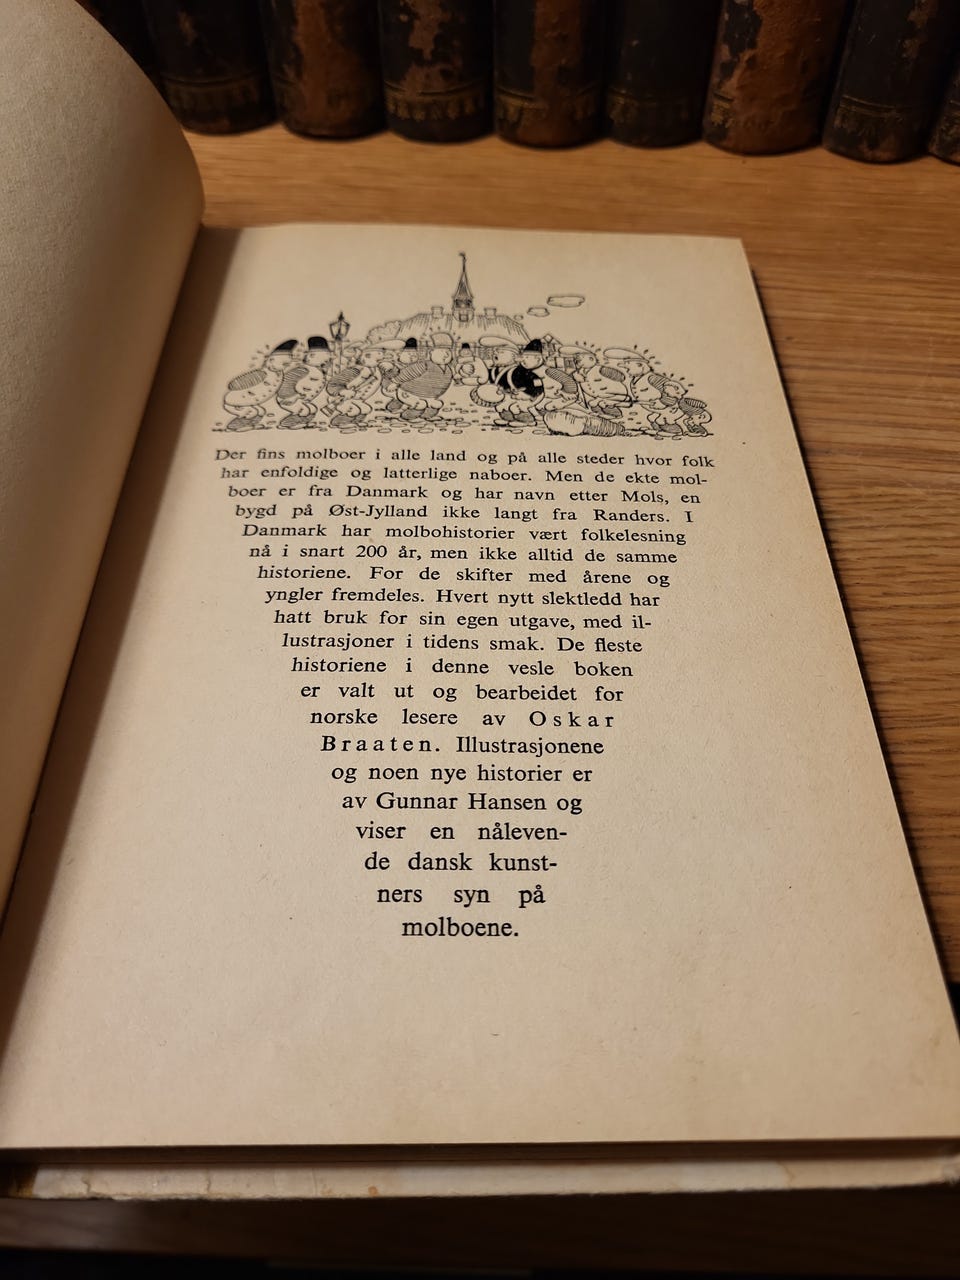 Der fins molboer i alle land og på alle steder hvor folk
har enfoldige og latterlige naboer. Men de ekte mol-
boer er fra Danmark og har navn etter Mols, en
bygd på Øst-Jylland ikke langt fra Randers. I
Danmark har molbohistorier vært folkelesning
nå i snart 200 år, men ikke alltid de samme
historiene. For de skifter med årene og
yngler fremdeles. Hvert nytt slektledd har
hatt bruk for sin egen utgave, med il-
lustrasjoner i tidens smak. De fleste
historiene i denne vesle boken
er valt ut og bearbeidet for
norske lesere av Oskar
Braaten. Illustrasjonene
og noen nye historier er
av Gunnar Hansen og
viser en nåleven-
de dansk kunst-
ners syn på
molboene.